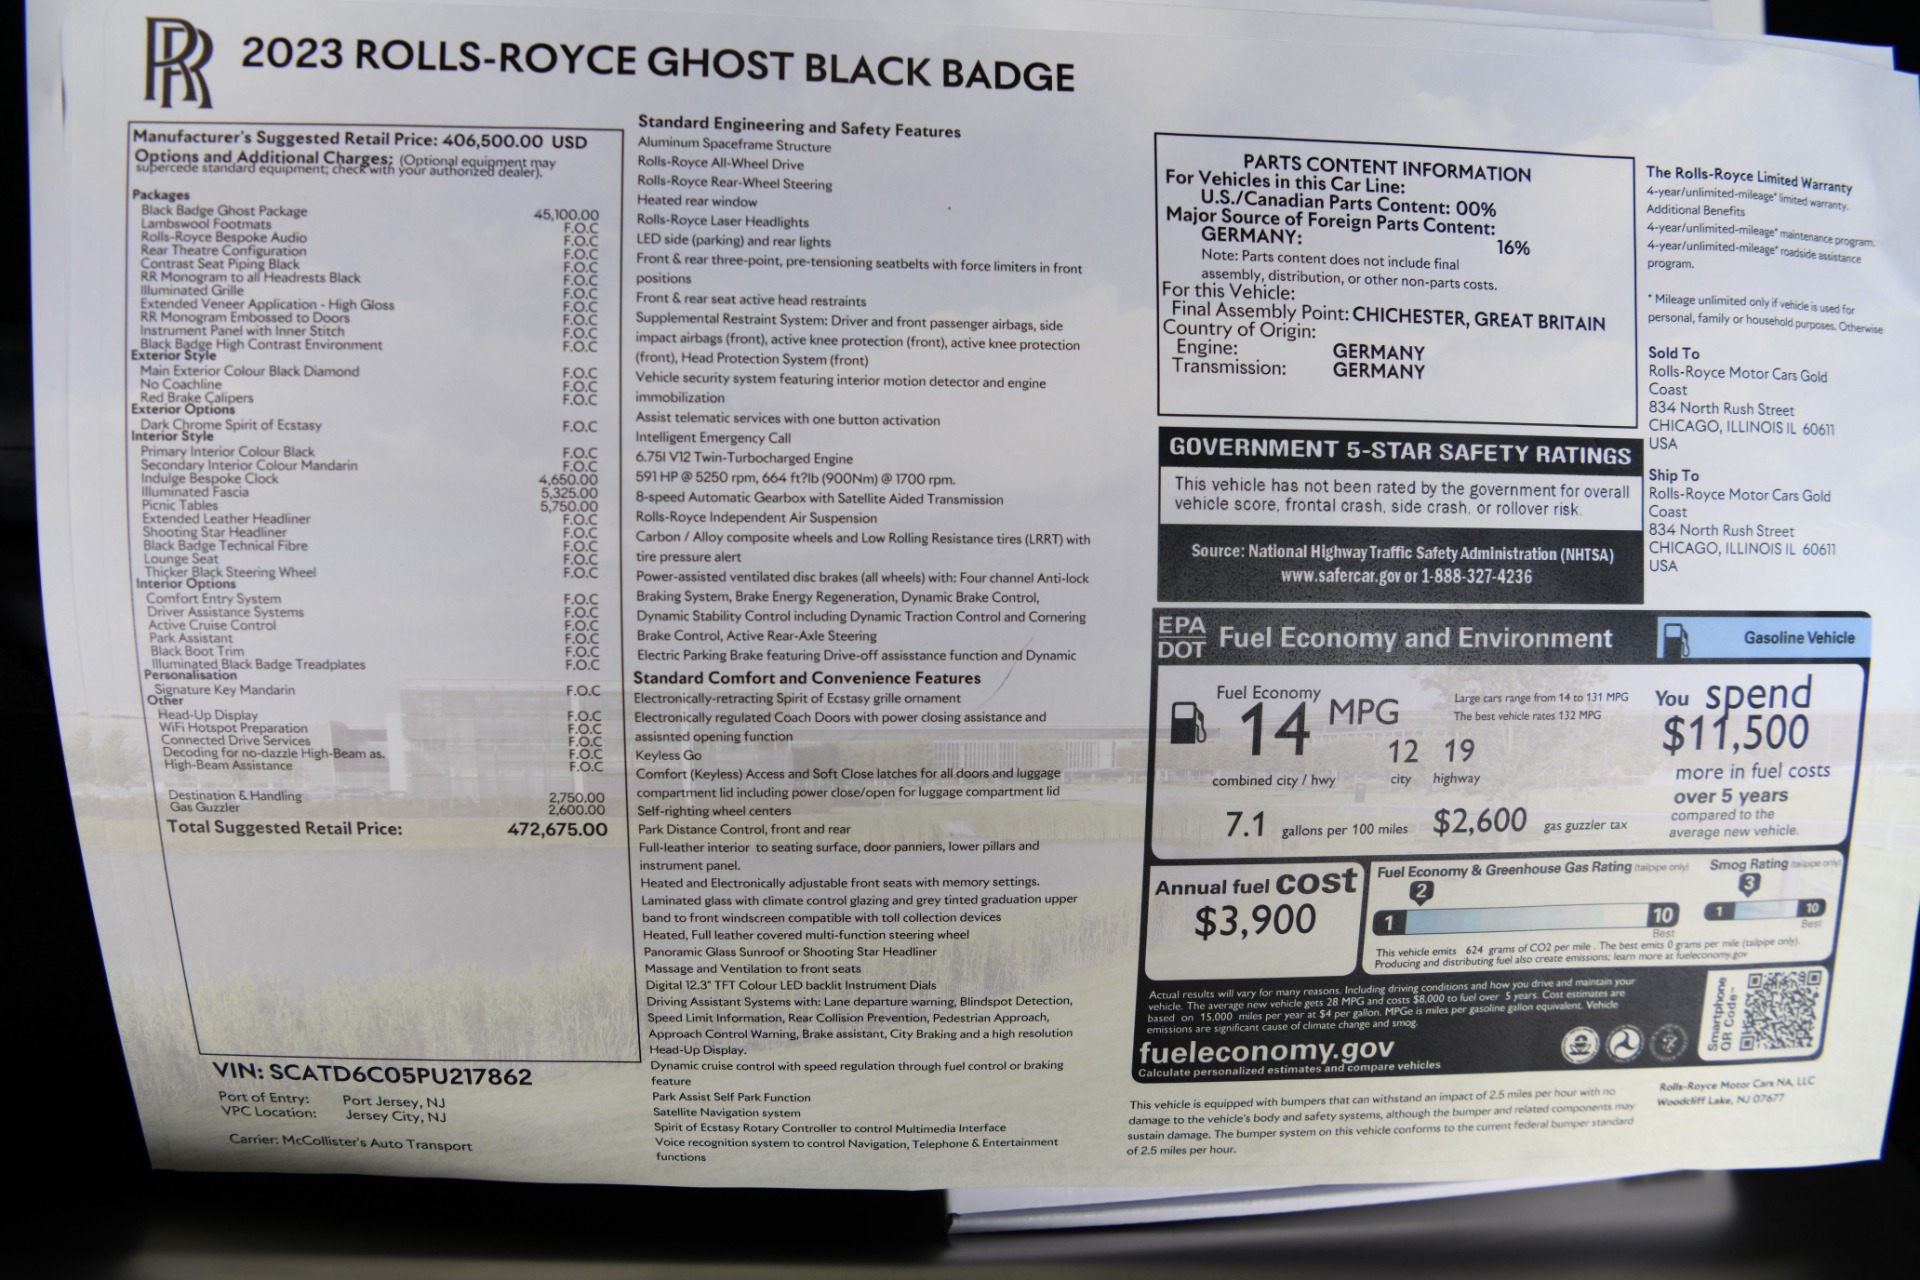 RR
2023 ROLLS-ROYCE GHOST BLACK BADGE
Manufacturer's Suggested Retail Price: 406,500.00 USD
Options and Additional Charges: (Optional equipment may
supercede standard equipment; check with your authorized dealer).
Packages
Black Badge Ghost Package 45,100.00
Lambswool Footmats F.O.C
Rolls-Royce Bespoke Audio F.O.C
Rear Theatre Configuration F.O.C
Contrast Seat Piping Black F.O.C
RR Monogram to all Headrests Black F.O.C
Illuminated Grille F.O.C
Extended Veneer Application - High Gloss F.O.C
RR Monogram Embossed to Doors F.O.C
Instrument Panel with Inner Stitch F.O.C
Black Badge High Contrast Environment F.O.C
Exterior Style
Main Exterior Colour Black Diamond F.O.C
No Coachline F.O.C
Red Brake Calipers F.O.C
Exterior Options
Dark Chrome Spirit of Ecstasy F.O.C
Interior Style
Primary Interior Colour Black F.O.C
Secondary Interior Colour Mandarin F.O.C
Indulge Bespoke Clock 4,650.00
Illuminated Fascia 5,325.00
Picnic Tables 5,750.00
Extended Leather Headliner F.O.C
Shooting Star Headliner F.O.C
Black Badge Technical Fibre F.O.C
Lounge Seat F.O.C
Thicker Black Steering Wheel F.O.C
Interior Options
Comfort Entry System F.O.C
Driver Assistance Systems F.O.C
Active Cruise Control F.O.C
Park Assistant F.O.C
Black Boot Trim F.O.C
Illuminated Black Badge Treadplates F.O.C
Personalisation
Signature Key Mandarin F.O.C
Other
Head-Up Display F.O.C
WiFi Hotspot Preparation F.O.C
Connected Drive Services F.O.C
Decoding for no-dazzle High-Beam as. F.O.C
High-Beam Assistance F.O.C
Destination & Handling 2,750.00
Gas Guzzler 2,600.00
Total Suggested Retail Price: 472,675.00
VIN: SCATD6C05PU217862
Port of Entry: Port Jersey, NJ
VPC Location: Jersey City, NJ
Carrier: McCollister's Auto Transport
Standard Engineering and Safety Features
Aluminum Spaceframe Structure
Rolls-Royce All-Wheel Drive
Rolls-Royce Rear-Wheel Steering
Heated rear window
Rolls-Royce Laser Headlights
LED side (parking) and rear lights
Front & rear three-point, pre-tensioning seatbelts with force limiters in front
positions
Front & rear seat active head restraints
Supplemental Restraint System: Driver and front passenger airbags, side
impact airbags (front), active knee protection (front), active knee protection
(front), Head Protection System (front)
Vehicle security system featuring interior motion detector and engine
immobilization
Assist telematic services with one button activation
Intelligent Emergency Call
6.75l V12 Twin-Turbocharged Engine
591 HP @ 5250 rpm, 664 ft?lb (900Nm) @ 1700 rpm.
8-speed Automatic Gearbox with Satellite Aided Transmission
Rolls-Royce Independent Air Suspension
Carbon / Alloy composite wheels and Low Rolling Resistance tires (LRRT) with
tire pressure alert
Power-assisted ventilated disc brakes (all wheels) with: Four channel Anti-lock
Braking System, Brake Energy Regeneration, Dynamic Brake Control,
Dynamic Stability Control including Dynamic Traction Control and Cornering
Brake Control, Active Rear-Axle Steering
Electric Parking Brake featuring Drive-off assisstance function and Dynamic
Standard Comfort and Convenience Features
Electronically-retracting Spirit of Ecstasy grille ornament
Electronically regulated Coach Doors with power closing assistance and
assisnted opening function
Keyless Go
Comfort (Keyless) Access and Soft Close latches for all doors and luggage
compartment lid including power close/open for luggage compartment lid
Self-righting wheel centers
Park Distance Control, front and rear
Full-leather interior to seating surface, door panniers, lower pillars and
instrument panel.
Heated and Electronically adjustable front seats with memory settings.
Laminated glass with climate control glazing and grey tinted graduation upper
band to front windscreen compatible with toll collection devices
Heated, Full leather covered multi-function steering wheel
Panoramic Glass Sunroof or Shooting Star Headliner
Massage and Ventilation to front seats
Digital 12.3" TFT Colour LED backlit Instrument Dials
Driving Assistant Systems with: Lane departure warning, Blindspot Detection,
Speed Limit Information, Rear Collision Prevention, Pedestrian Approach,
Approach Control Warning, Brake assistant, City Braking and a high resolution
Head-Up Display.
Dynamic cruise control with speed regulation through fuel control or braking
feature
Park Assist Self Park Function
Satellite Navigation system
Spirit of Ecstasy Rotary Controller to control Multimedia Interface
Voice recognition system to control Navigation, Telephone & Entertainment
functions
PARTS CONTENT INFORMATION
For Vehicles in this Car Line:
U.S./Canadian Parts Content: 00%
Major Source of Foreign Parts Content:
GERMANY: 16%
Note: Parts content does not include final
assembly, distribution, or other non-parts costs.
For this Vehicle:
Final Assembly Point: CHICHESTER, GREAT BRITAIN
Country of Origin:
Engine: GERMANY
Transmission: GERMANY
GOVERNMENT 5-STAR SAFETY RATINGS
This vehicle has not been rated by the government for overall
vehicle score, frontal crash, side crash, or rollover risk.
Source: National Highway Traffic Safety Administration (NHTSA)
www.safercar.gov or 1-888-327-4236
The Rolls-Royce Limited Warranty
4-year/unlimited-mileage* limited warranty.
Additional Benefits
4-year/unlimited-mileage* maintenance program.
4-year/unlimited-mileage* roadside assistance
program.
* Mileage unlimited only if vehicle is used for
personal, family or household purposes. Otherwise
Sold To
Rolls-Royce Motor Cars Gold
Coast
834 North Rush Street
CHICAGO, ILLINOIS IL 60611
USA
Ship To
Rolls-Royce Motor Cars Gold
Coast
834 North Rush Street
CHICAGO, ILLINOIS IL 60611
USA
EPA
DOT
Fuel Economy and Environment
Gasoline Vehicle
Fuel Economy
14 MPG
12 19
combined city / hwy city highway
7.1 gallons per 100 miles $2,600 gas guzzler tax
Large cars range from 14 to 131 MPG
The best vehicle rates 132 MPG
You spend
$11,500
more in fuel costs
over 5 years
compared to the
average new vehicle.
Annual fuel cost
$3,900
Fuel Economy & Greenhouse Gas Rating (tailpipe only)
2
1 10
Best
Smog Rating (tailpipe only)
3
1 10
Best
This vehicle emits 624 grams of CO2 per mile . The best emits 0 grams per mile (tailpipe only).
Producing and distributing fuel also create emissions; learn more at fueleconomy.gov
Actual results will vary for many reasons. Including driving conditions and how you drive and maintain your
vehicle. The average new vehicle gets 28 MPG and costs $8,000 to fuel over 5 years. Cost estimates are
based on 15,000 miles per year at $4 per gallon. MPGe is miles per gasoline gallon equivalent. Vehicle
emissions are significant cause of climate change and smog.
fueleconomy.gov
Calculate personalized estimates and compare vehicles
Smartphone
QR Code™
This vehicle is equipped with bumpers that can withstand an impact of 2.5 miles per hour with no
damage to the vehicle's body and safety systems, although the bumper and related components may
sustain damage. The bumper system on this vehicle conforms to the current federal bumper standard
of 2.5 miles per hour.
Rolls-Royce Motor Cars NA, LLC
Woodcliff Lake, NJ 07677